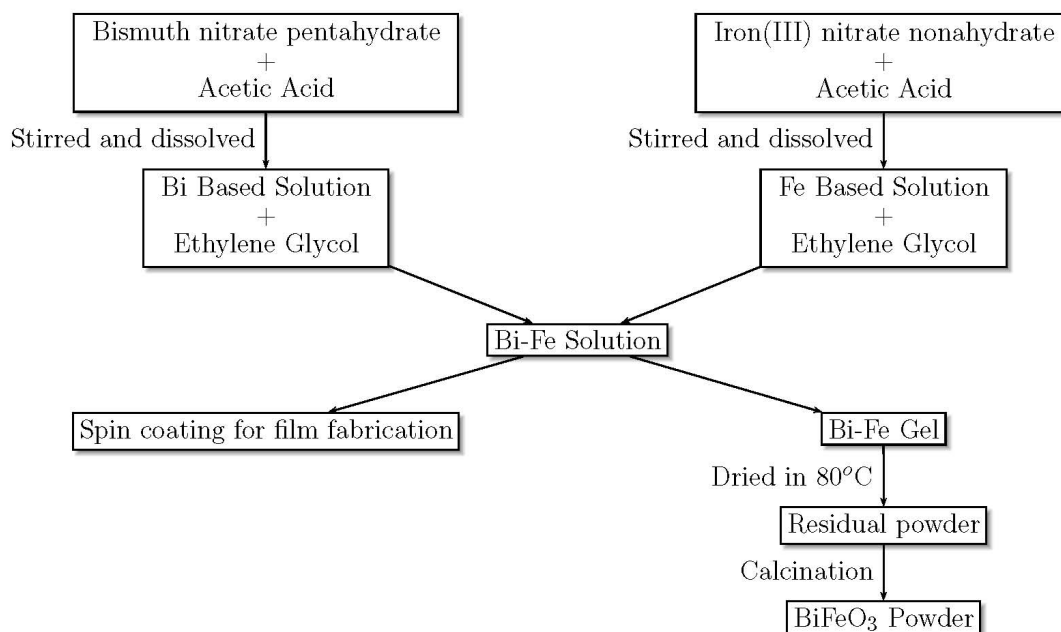 Bismuth nitrate pentahydrate
+
Acetic Acid
Iron(III) nitrate nonahydrate
+
Acetic Acid
Stirred and dissolved
Stirred and dissolved
Bi Based Solution
+
Ethylene Glycol
Fe Based Solution
+
Ethylene Glycol
Bi-Fe Solution
Spin coating for film fabrication
Bi-Fe Gel
Dried in 80°C
Residual powder
Calcination
BiFeO₃ Powder